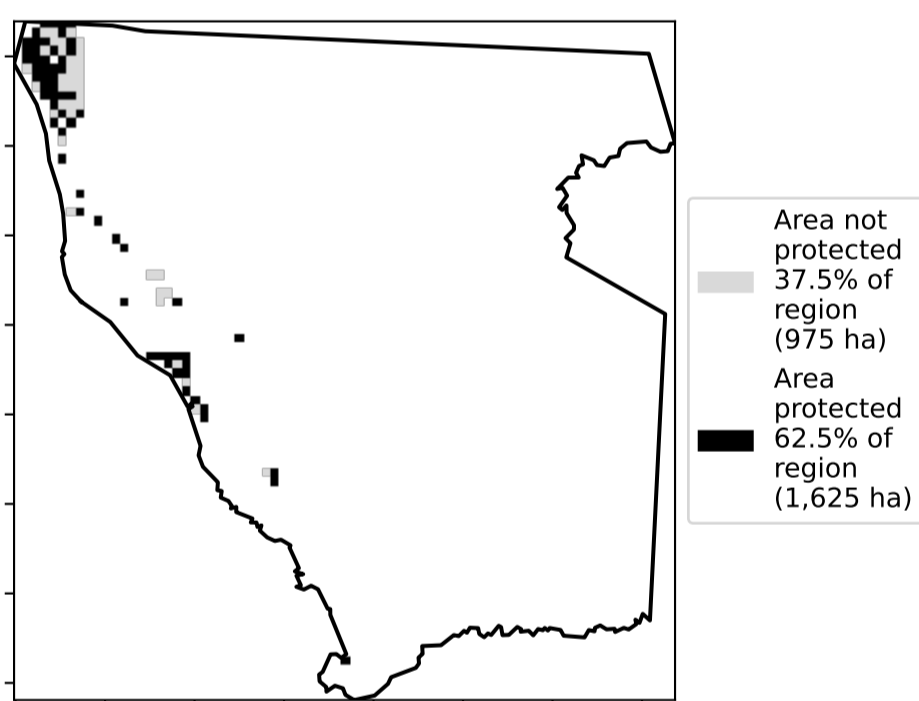 Area not
protected
37.5% of
region
(975 ha)
Area
protected
62.5% of
region
(1,625 ha)